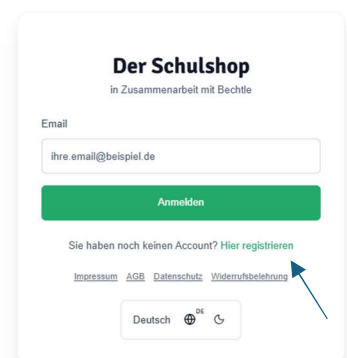 Der Schulshop
in Zusammenarbeit mit Bechtle
Email
ihre.email@beispiel.de
Anmelden
Sie haben noch keinen Account? Hier registrieren
Impressum AGB Datenschutz Widerrufsbelehrung
Deutsch DE